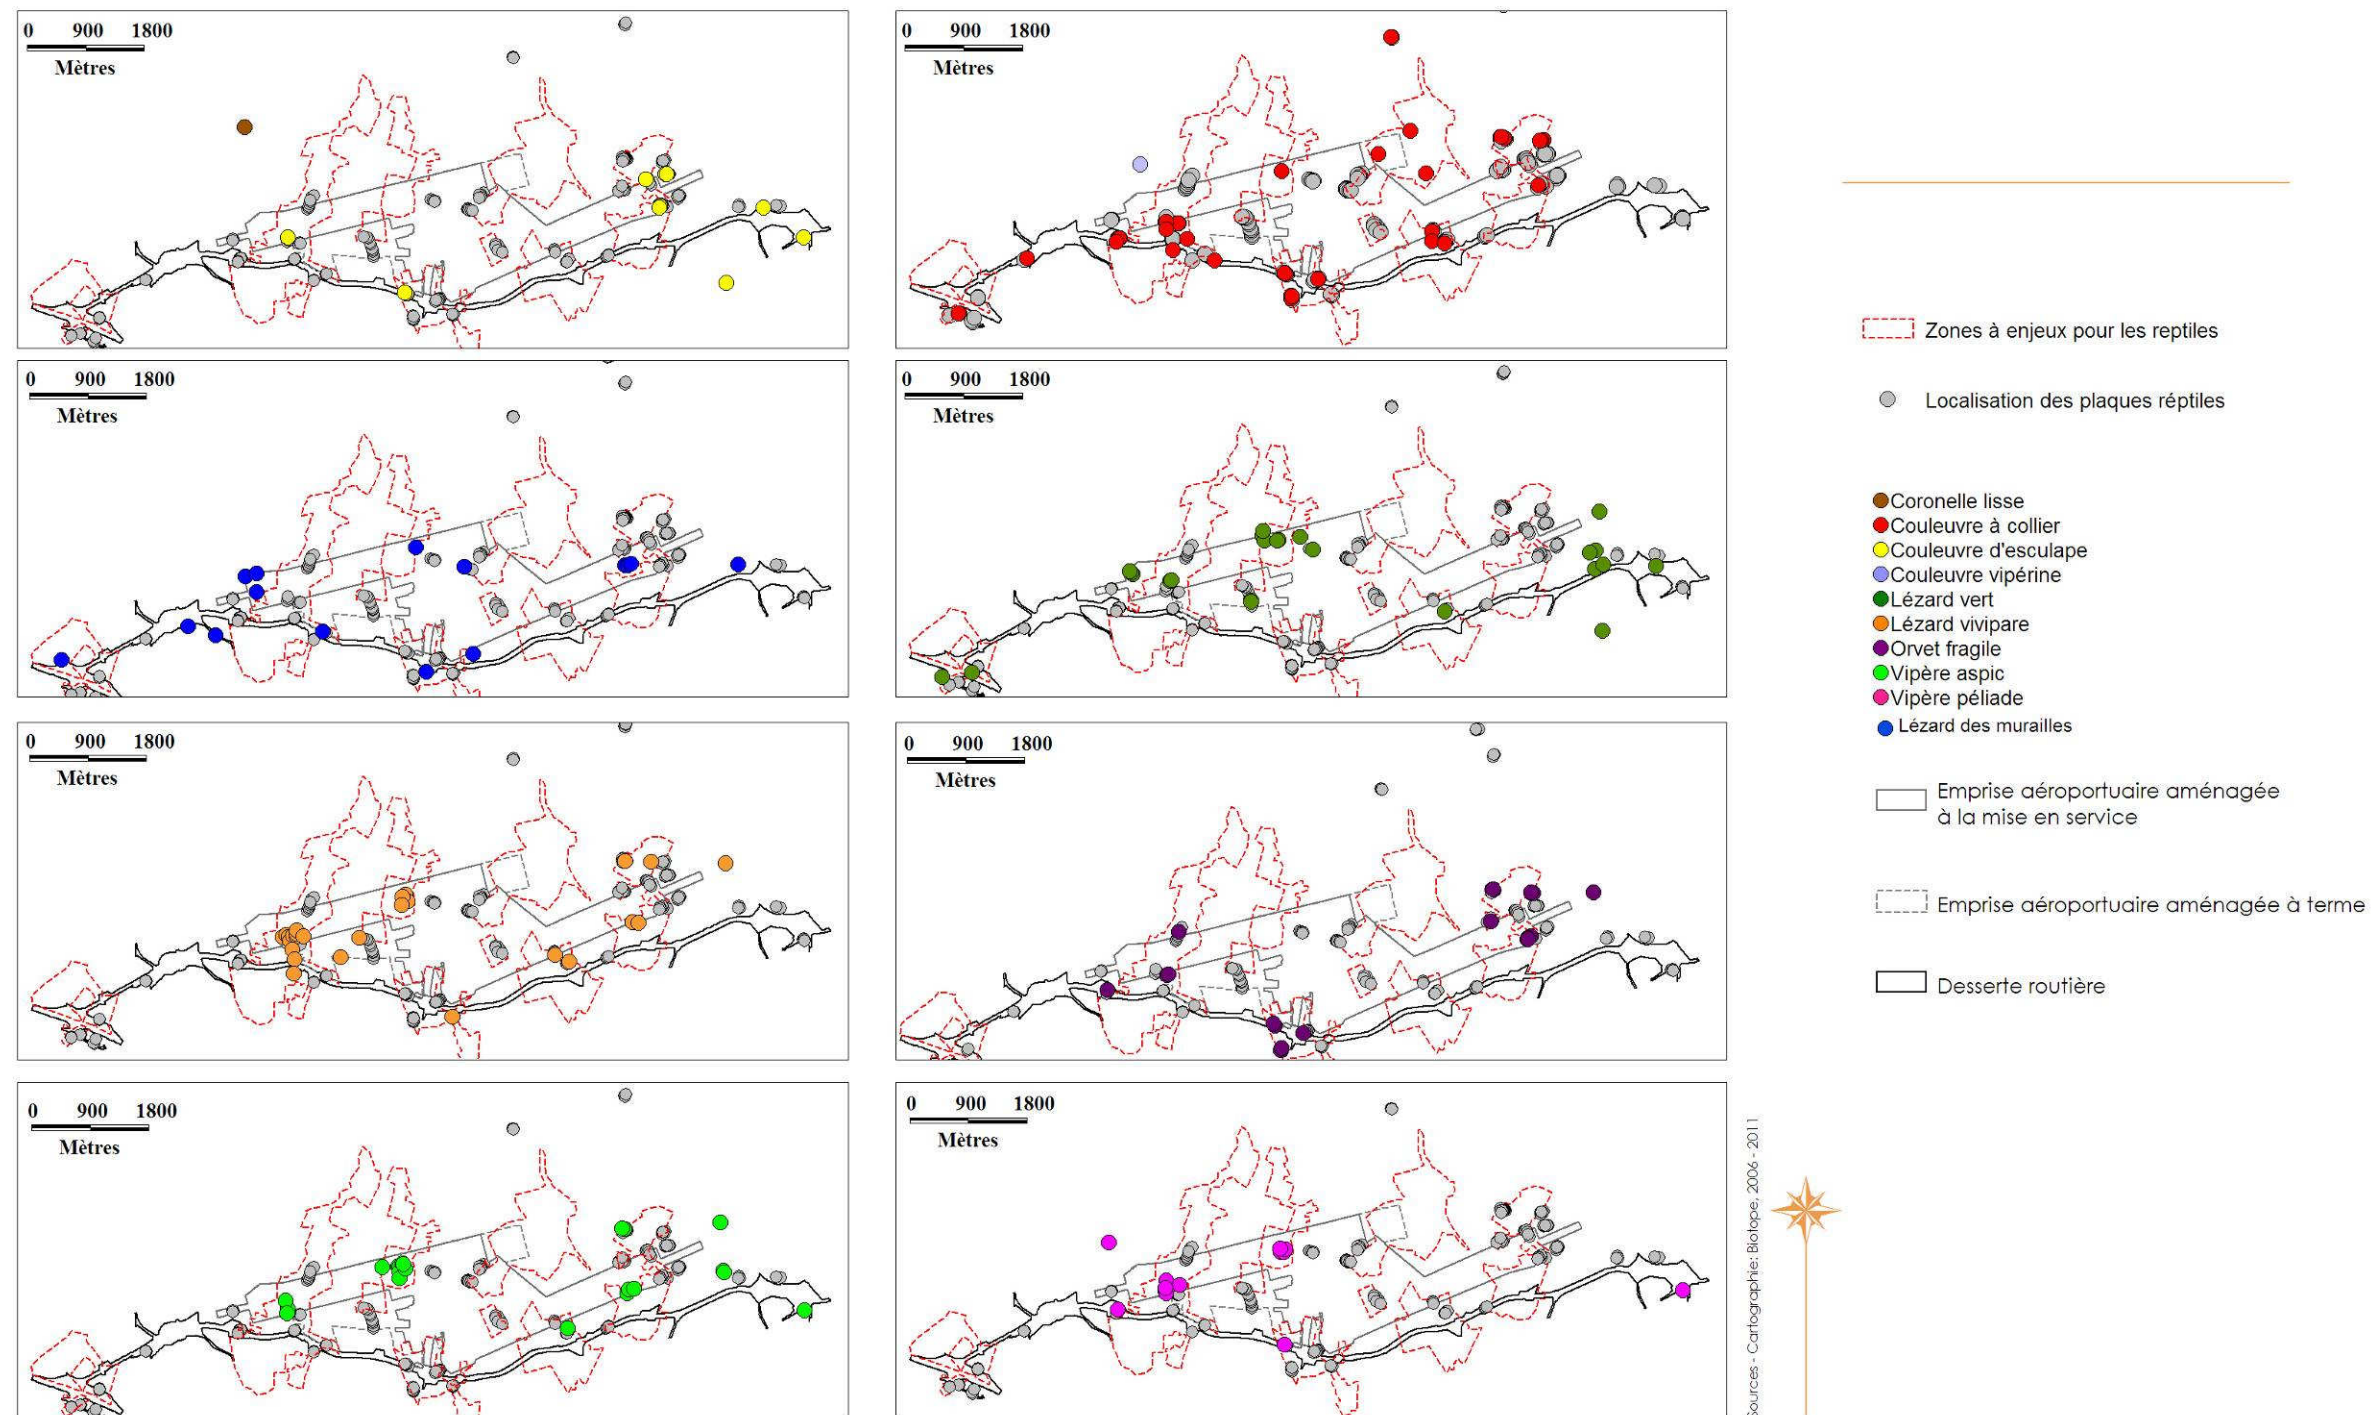 0 900 1800
Mètres
0 900 1800
Mètres
0 900 1800
Mètres
0 900 1800
Mètres
0 900 1800
Mètres
0 900 1800
Mètres
0 900 1800
Mètres
0 900 1800
Mètres
Zones à enjeux pour les reptiles
Localisation des plaques réptiles
Coronelle lisse
Couleuvre à collier
Couleuvre d'esculape
Couleuvre vipérine
Lézard vert
Lézard vivipare
Orvet fragile
Vipère aspic
Vipère péliade
Lézard des murailles
Emprise aéroportuaire aménagée
à la mise en service
Emprise aéroportuaire aménagée à terme
Desserte routière
Sources - Cartographie: Biotope, 2006 - 2011